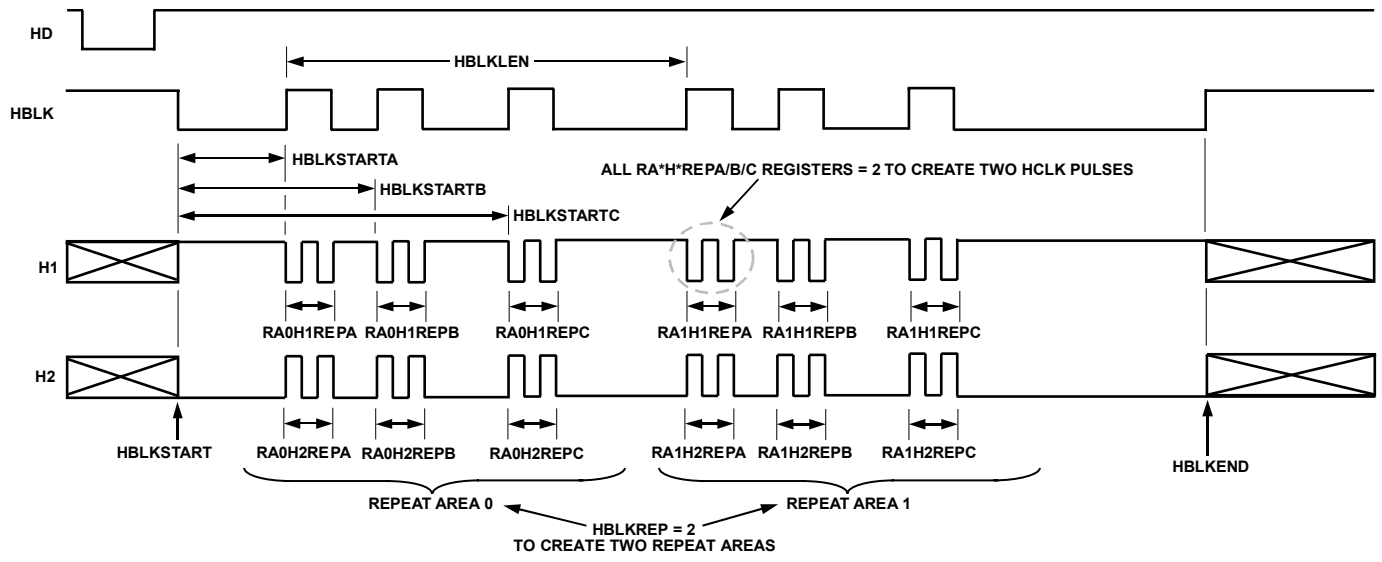 HD
HBLKLEN
HBLK
HBLKSTARTA
ALL RA*H*REPA/B/C REGISTERS = 2 TO CREATE TWO HCLK PULSES
HBLKSTARTB
HBLKSTARTC
H1
RA0H1REPA RA0H1REPB RA0H1REPC RA1H1REPA RA1H1REPB RA1H1REPC
H2
HBLKSTART RA0H2REPA RA0H2REPB RA0H2REPC RA1H2REPA RA1H2REPB RA1H2REPC
HBLKEND
REPEAT AREA 0 REPEAT AREA 1
HBLKREP = 2
TO CREATE TWO REPEAT AREAS